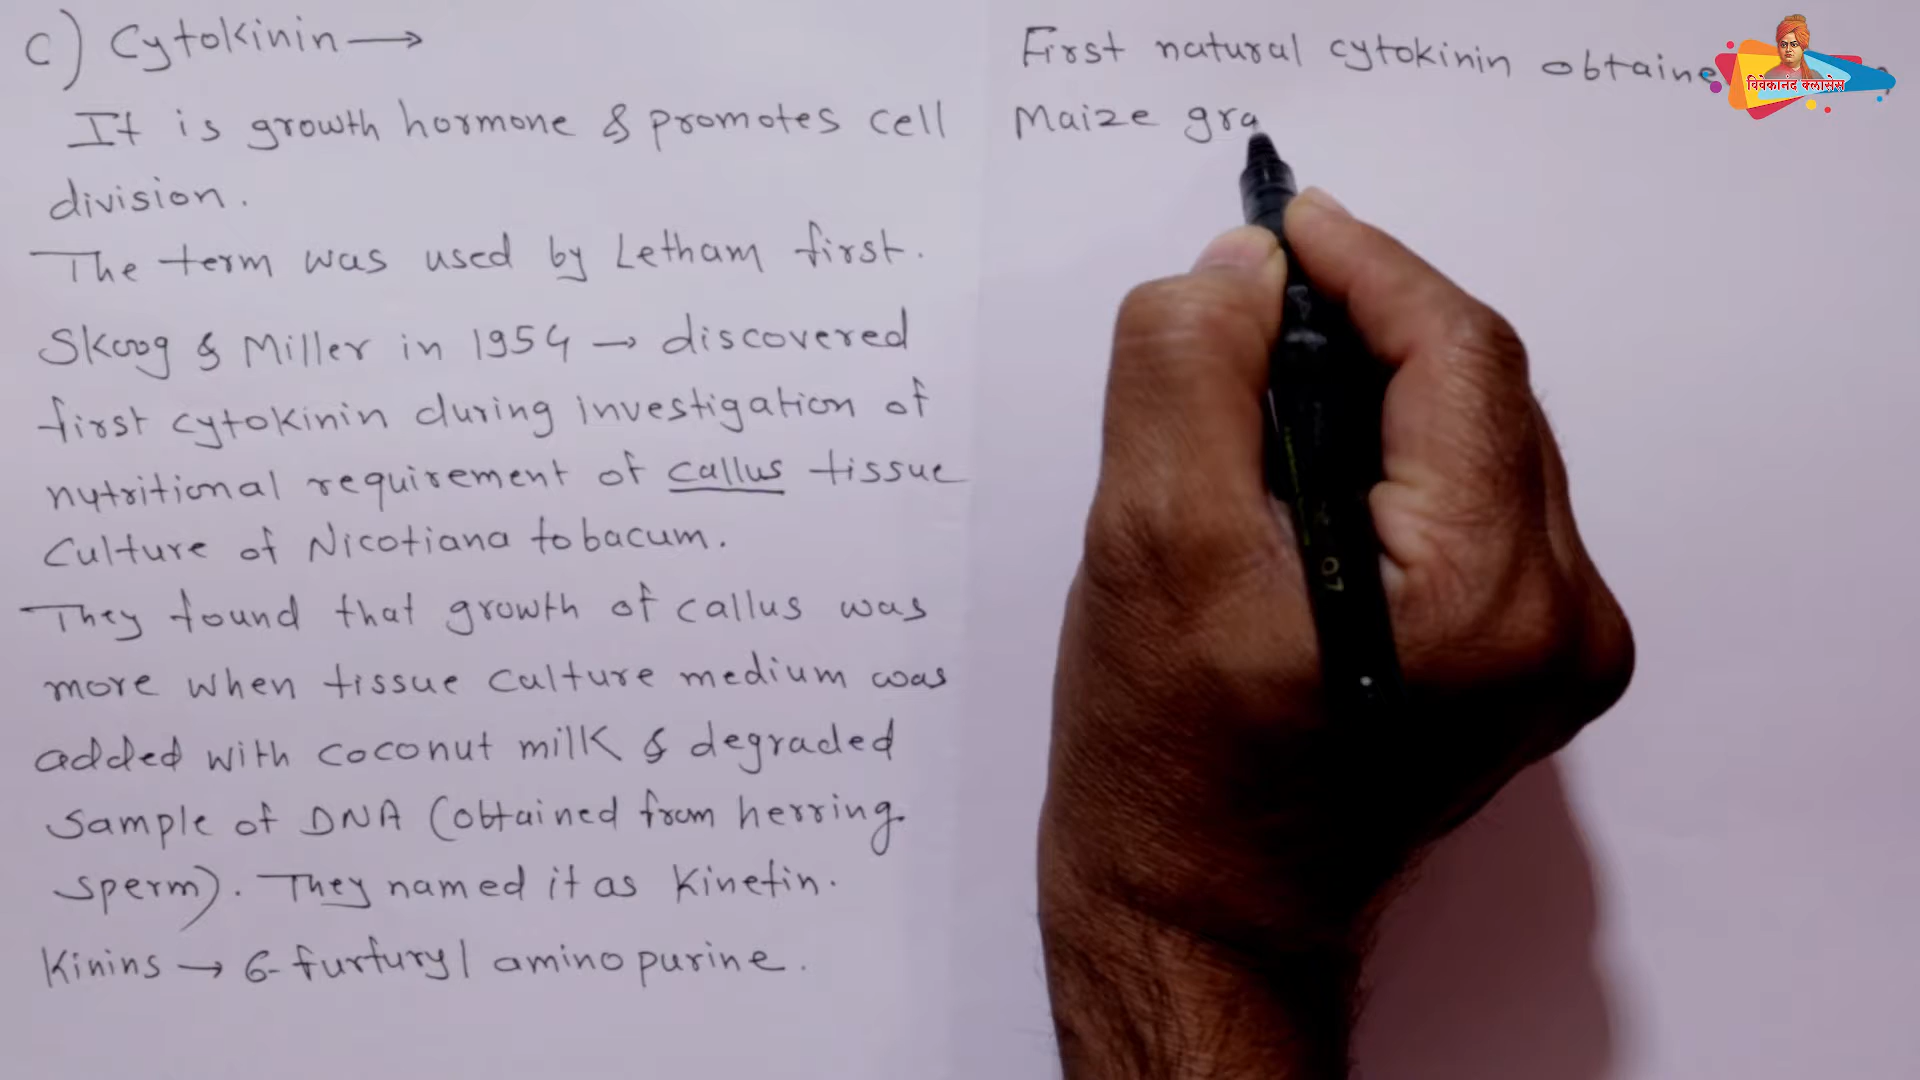 C) Cytokinin →
It is growth hormone & promotes cell
division.
The term was used by Letham first.
Skoog & Miller in 1954 → discovered
first cytokinin during investigation of
nutritional requirement of callus tissue
Culture of Nicotiana tobacum.
They found that growth of callus was
more when tissue culture medium was
added with coconut milk & degraded
Sample of DNA (obtained from herring
sperm). They named it as Kinetin.
Kinins → 6-furfuryl amino purine.
First natural cytokinin obtaine
Maize gra
विवेकानंद क्लासेस
07